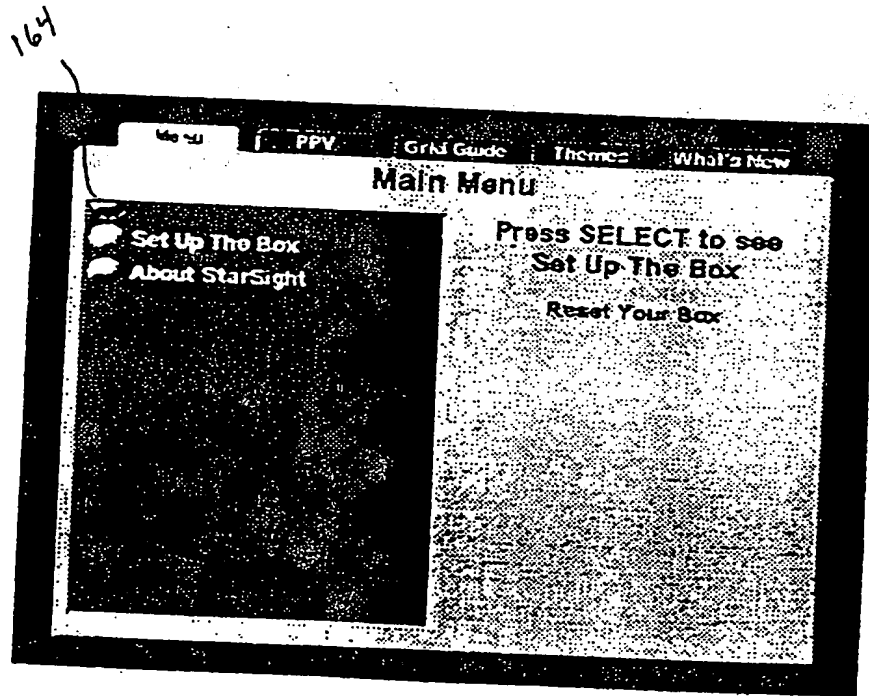 164
Menu PPV Grid Guide Themes What's New
Main Menu
Set Up The Box
About StarSight
Press SELECT to see
Set Up The Box
Reset Your Box